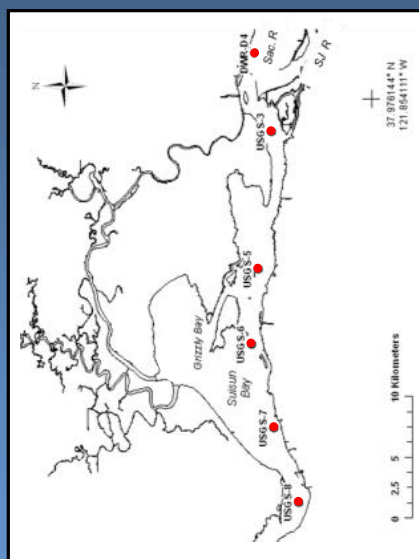 N
DWR-D4
Sac. R
SJ R
USGS-3
37.976144° N
121.854111° W
USGS-5
Grizzly Bay
USGS-6
Suisun
Bay
USGS-7
USGS-8
0 2.5 5 10 Kilometers